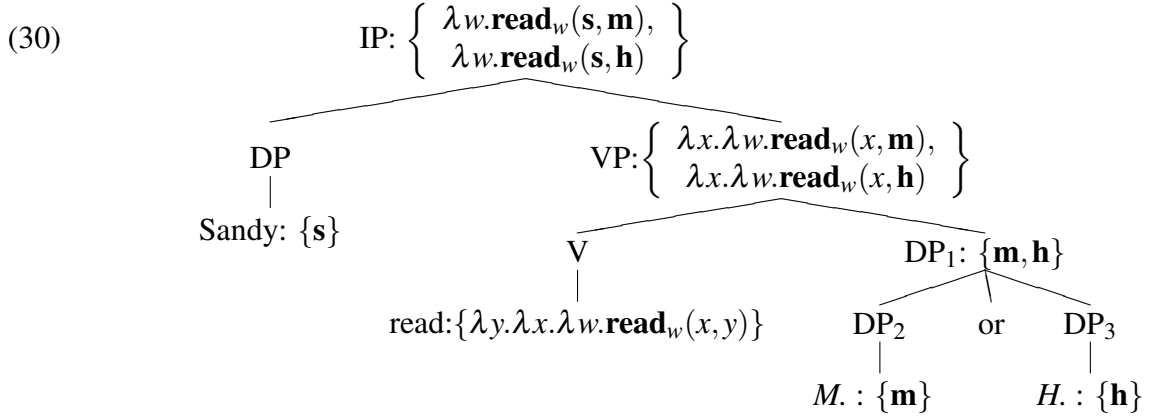 (30) IP: { λw.read_w(s, m),
λw.read_w(s, h) }
DP VP: { λx.λw.read_w(x, m),
λx.λw.read_w(x, h) }
Sandy: {s} V DP₁: {m, h}
read:{λy.λx.λw.read_w(x, y)} DP₂ or DP₃
M. : {m} H. : {h}